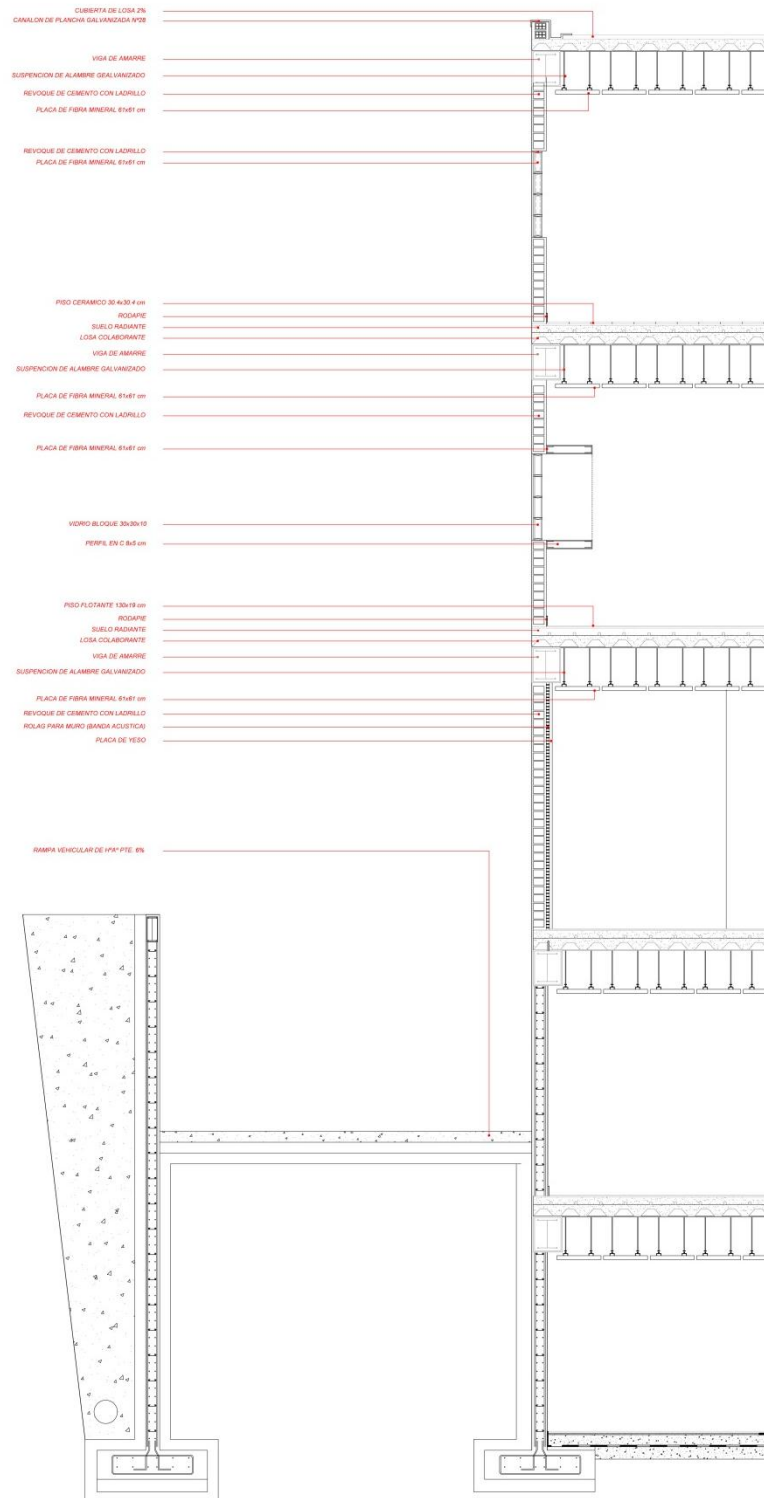 CUBIERTA DE LOSA 2%
CANALON DE PLANCHA GALVANIZADA Nº28
VIGA DE AMARRE
SUSPENCION DE ALAMBRE GEALVANIZADO
REVOQUE DE CEMENTO CON LADRILLO
PLACA DE FIBRA MINERAL 61x61 cm
REVOQUE DE CEMENTO CON LADRILLO
PLACA DE FIBRA MINERAL 61x61 cm
PISO CERAMICO 30.4x30.4 cm
RODAPIE
SUELO RADIANTE
LOSA COLABORANTE
VIGA DE AMARRE
SUSPENCION DE ALAMBRE GALVANIZADO
PLACA DE FIBRA MINERAL 61x61 cm
REVOQUE DE CEMENTO CON LADRILLO
PLACA DE FIBRA MINERAL 61x61 cm
VIDRIO BLOQUE 30x30x10
PERFIL EN C 8x5 cm
PISO FLOTANTE 130x19 cm
RODAPIE
SUELO RADIANTE
LOSA COLABORANTE
VIGA DE AMARRE
SUSPENCION DE ALAMBRE GALVANIZADO
PLACA DE FIBRA MINERAL 61x61 cm
REVOQUE DE CEMENTO CON LADRILLO
ROLAG PARA MURO (BANDA ACUSTICA)
PLACA DE YESO
RAMPA VEHICULAR DE HºAº PTE. 6%